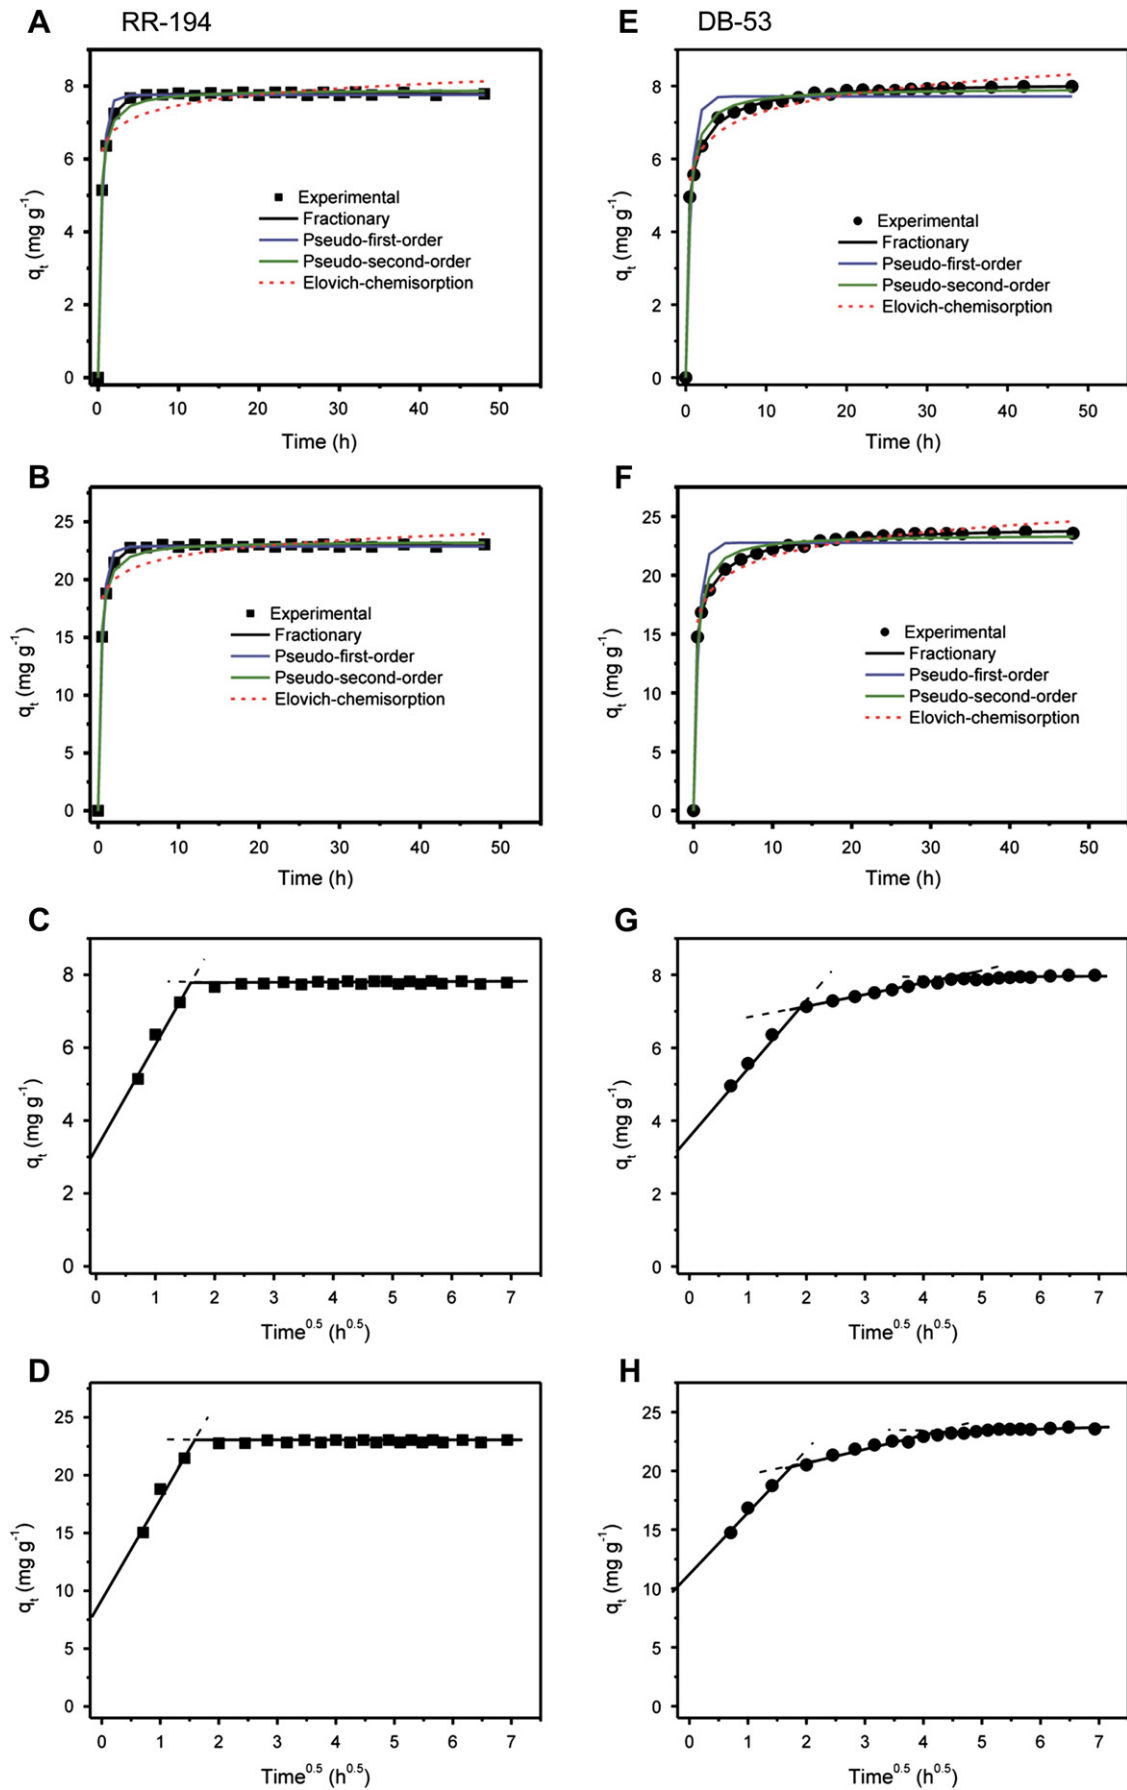 A RR-194
8
6
4
2
0
qt (mg g-1)
Experimental
Fractionary
Pseudo-first-order
Pseudo-second-order
Elovich-chemisorption
0 10 20 30 40 50
Time (h)
E DB-53
8
6
4
2
0
qt (mg g-1)
Experimental
Fractionary
Pseudo-first-order
Pseudo-second-order
Elovich-chemisorption
0 10 20 30 40 50
Time (h)
B
25
20
15
10
5
0
qt (mg g-1)
Experimental
Fractionary
Pseudo-first-order
Pseudo-second-order
Elovich-chemisorption
0 10 20 30 40 50
Time (h)
F
25
20
15
10
5
0
qt (mg g-1)
Experimental
Fractionary
Pseudo-first-order
Pseudo-second-order
Elovich-chemisorption
0 10 20 30 40 50
Time (h)
C
8
6
4
2
0
qt (mg g-1)
0 1 2 3 4 5 6 7
Time0.5 (h0.5)
G
8
6
4
2
0
qt (mg g-1)
0 1 2 3 4 5 6 7
Time0.5 (h0.5)
D
25
20
15
10
5
0
qt (mg g-1)
0 1 2 3 4 5 6 7
Time0.5 (h0.5)
H
25
20
15
10
5
0
qt (mg g-1)
0 1 2 3 4 5 6 7
Time0.5 (h0.5)